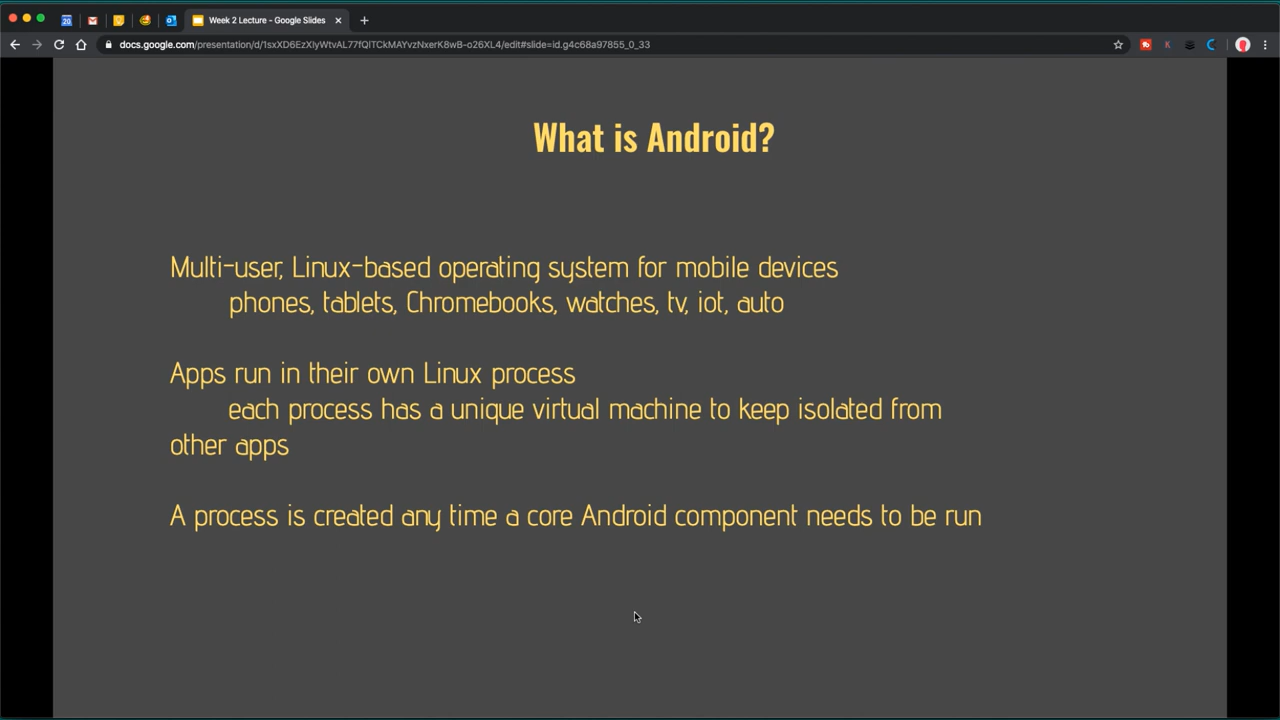 20
Week 2 Lecture - Google Slides
docs.google.com/presentation/d/1sxXD6EzXlyWtvAL77fQlTCkMAYvzNxerK8wB-o26XL4/edit#slide=id.g4c68a97855_0_33
What is Android?
Multi-user, Linux-based operating system for mobile devices
phones, tablets, Chromebooks, watches, tv, iot, auto
Apps run in their own Linux process
each process has a unique virtual machine to keep isolated from
other apps
A process is created any time a core Android component needs to be run